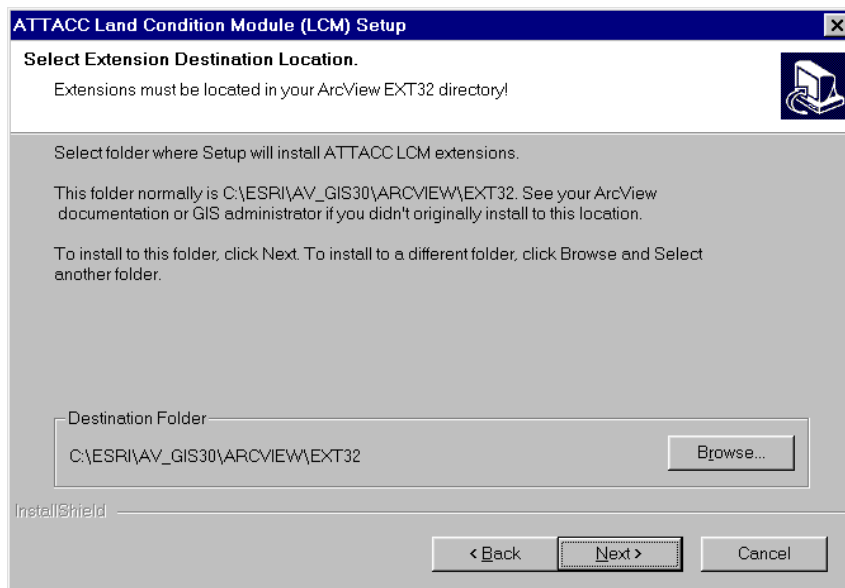 ATTACC Land Condition Module (LCM) Setup
Select Extension Destination Location.
Extensions must be located in your ArcView EXT32 directory!
Select folder where Setup will install ATTACC LCM extensions.
This folder normally is C:\ESRI\AV_GIS30\ARCVIEW\EXT32. See your ArcView
documentation or GIS administrator if you didn't originally install to this location.
To install to this folder, click Next. To install to a different folder, click Browse and Select
another folder.
Destination Folder
C:\ESRI\AV_GIS30\ARCVIEW\EXT32
Browse...
InstallShield
< Back
Next >
Cancel